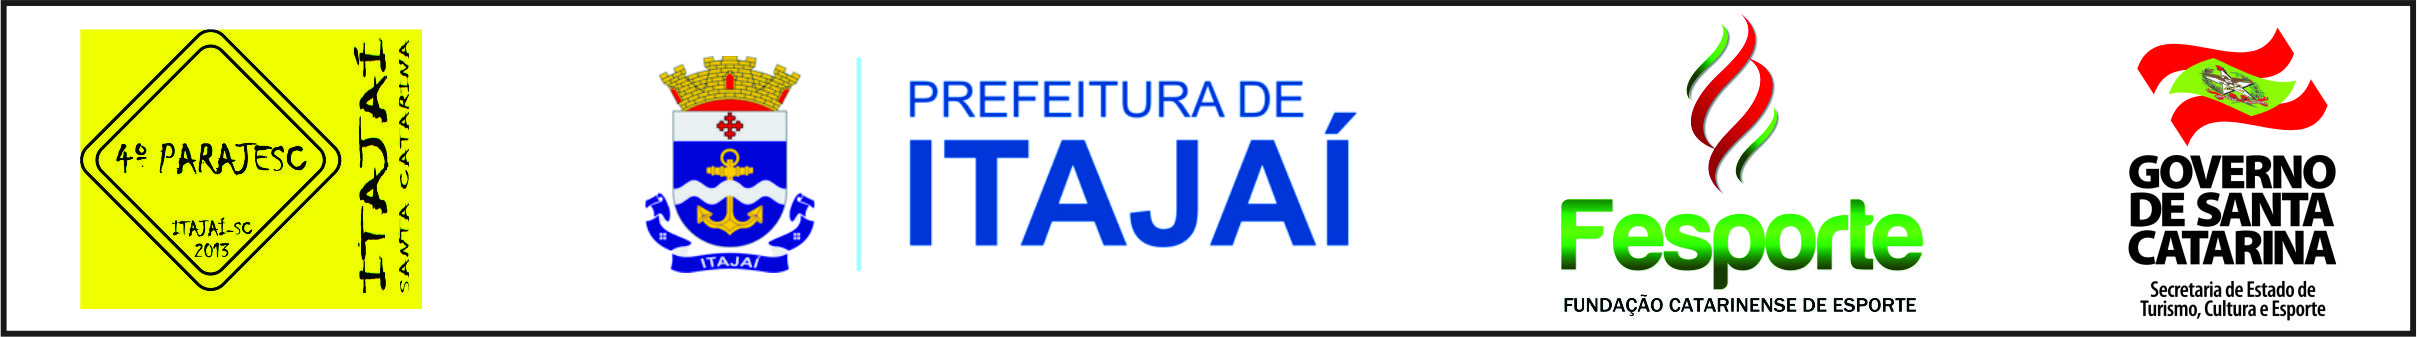 4º PARAJESC
ITAJAÍ-SC
2013
ITAJAÍ
SANTA CATARINA
ITAJAÍ
PREFEITURA DE
ITAJAÍ
Fesporte
FUNDAÇÃO CATARINENSE DE ESPORTE
GOVERNO
DE SANTA
CATARINA
Secretaria de Estado de
Turismo, Cultura e Esporte